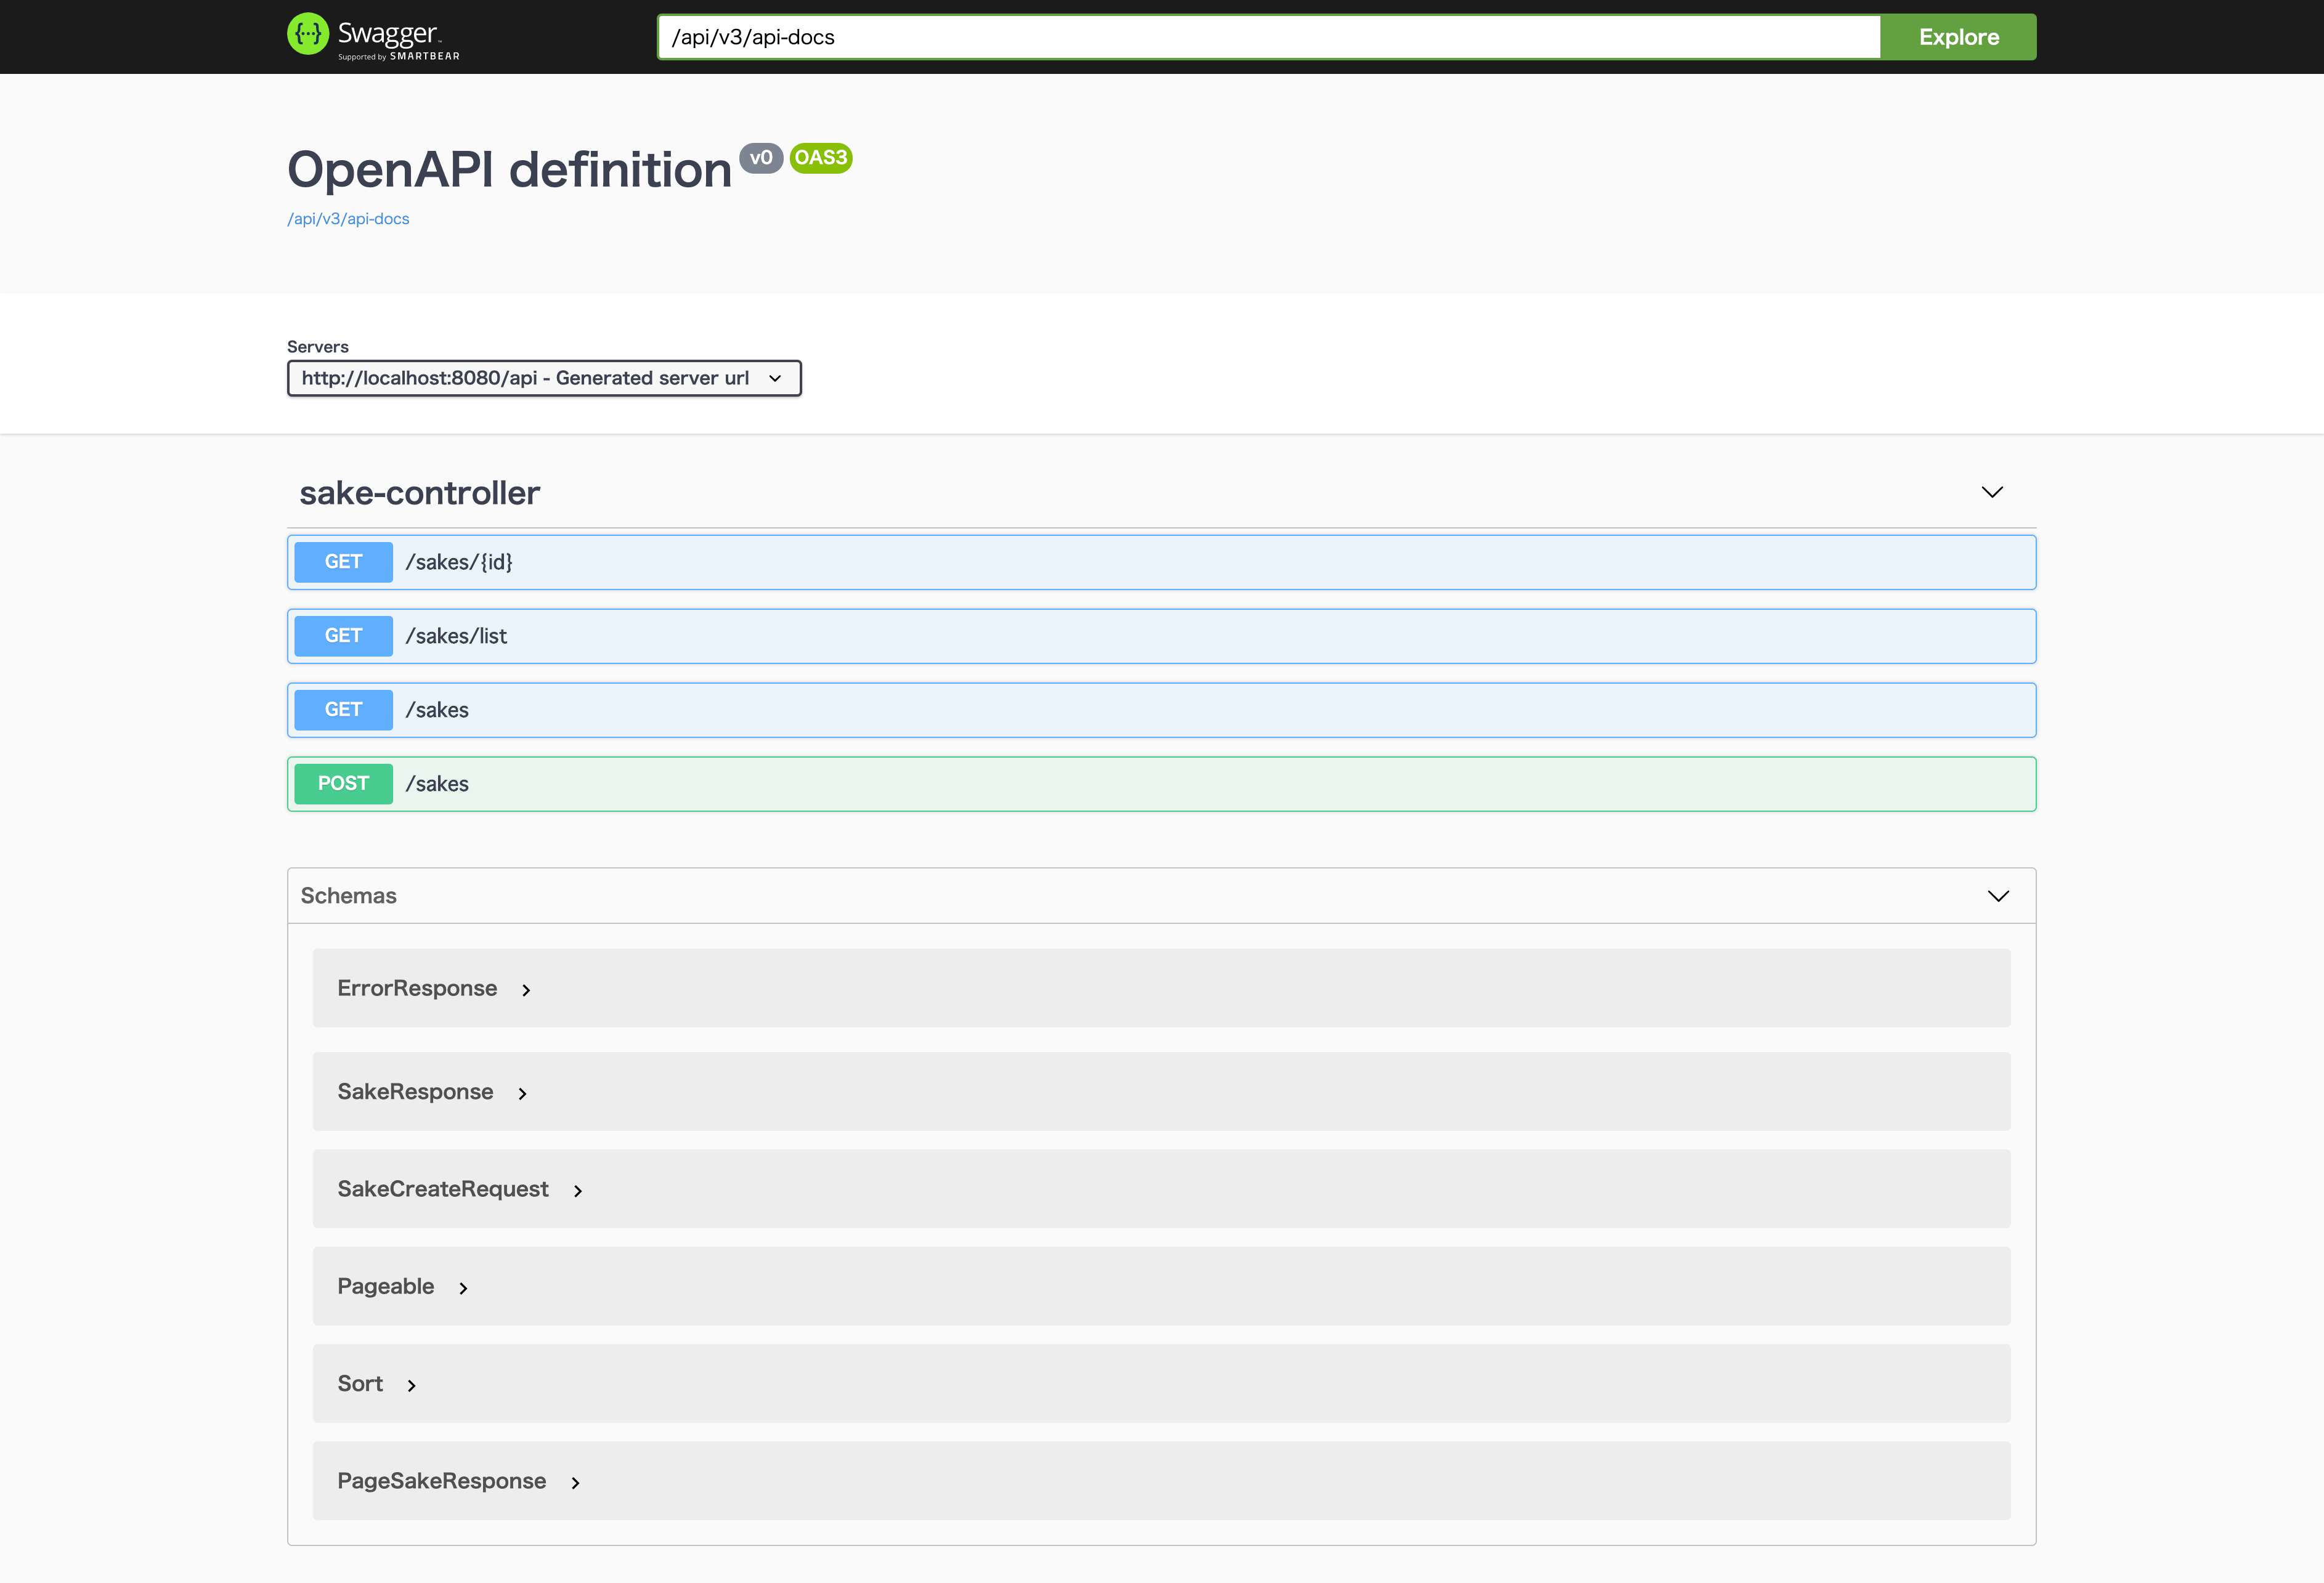 Swagger
Supported by SMARTBEAR
/api/v3/api-docs
Explore
OpenAPI definition v0 OAS3
/api/v3/api-docs
Servers
http://localhost:8080/api - Generated server url
sake-controller
GET /sakes/{id}
GET /sakes/list
GET /sakes
POST /sakes
Schemas
ErrorResponse
SakeResponse
SakeCreateRequest
Pageable
Sort
PageSakeResponse